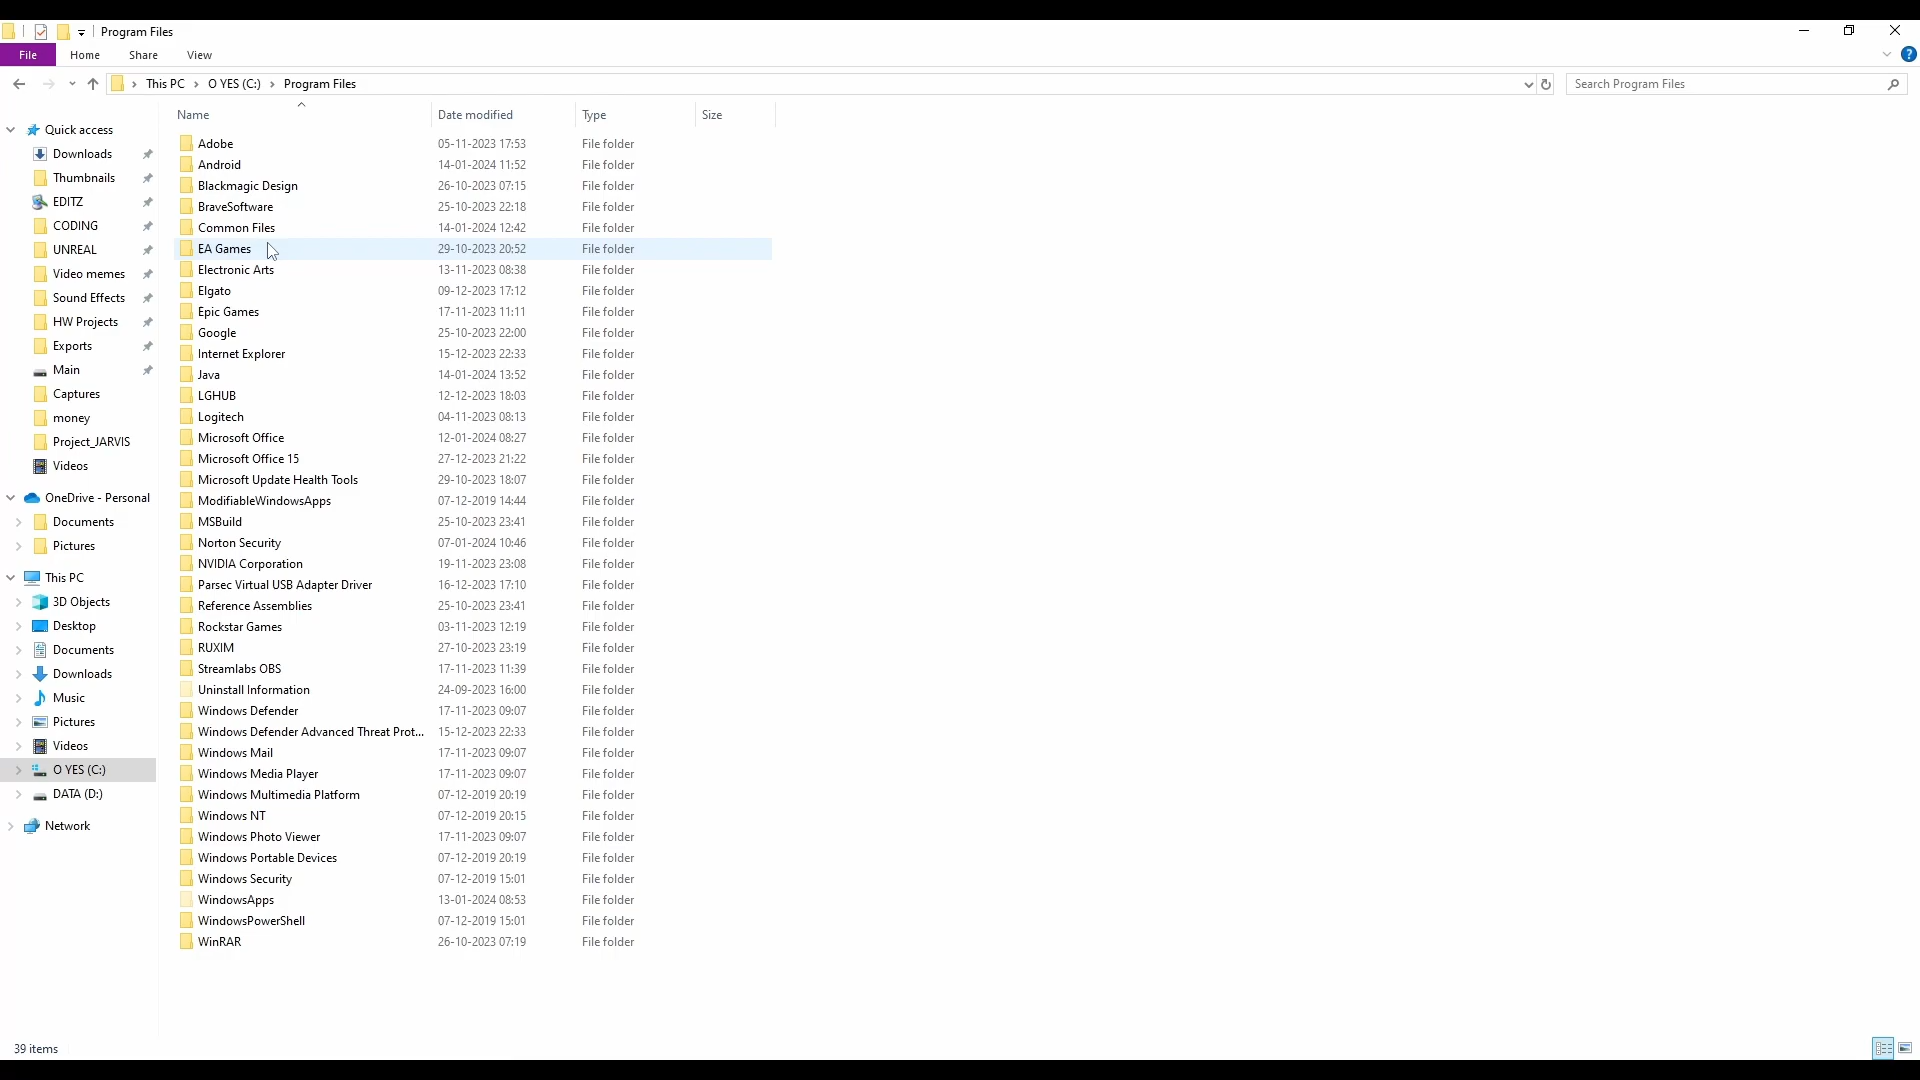 Program Files
File Home Share View
This PC O YES (C:) Program Files
Search Program Files
Name Date modified Type Size
Quick access
Downloads
Thumbnails
EDITZ
CODING
UNREAL
Video memes
Sound Effects
HW Projects
Exports
Main
Captures
money
Project_JARVIS
Videos
OneDrive - Personal
Documents
Pictures
This PC
3D Objects
Desktop
Documents
Downloads
Music
Pictures
Videos
O YES (C:)
DATA (D:)
Network
Adobe 05-11-2023 17:53 File folder
Android 14-01-2024 11:52 File folder
Blackmagic Design 26-10-2023 07:15 File folder
BraveSoftware 25-10-2023 22:18 File folder
Common Files 14-01-2024 12:42 File folder
EA Games 29-10-2023 20:52 File folder
Electronic Arts 13-11-2023 08:38 File folder
Elgato 09-12-2023 17:12 File folder
Epic Games 17-11-2023 11:11 File folder
Google 25-10-2023 22:00 File folder
Internet Explorer 15-12-2023 22:33 File folder
Java 14-01-2024 13:52 File folder
LGHUB 12-12-2023 18:03 File folder
Logitech 04-11-2023 08:13 File folder
Microsoft Office 12-01-2024 08:27 File folder
Microsoft Office 15 27-12-2023 21:22 File folder
Microsoft Update Health Tools 29-10-2023 18:07 File folder
ModifiableWindowsApps 07-12-2019 14:44 File folder
MSBuild 25-10-2023 23:41 File folder
Norton Security 07-01-2024 10:46 File folder
NVIDIA Corporation 19-11-2023 23:08 File folder
Parsec Virtual USB Adapter Driver 16-12-2023 17:10 File folder
Reference Assemblies 25-10-2023 23:41 File folder
Rockstar Games 03-11-2023 12:19 File folder
RUXIM 27-10-2023 23:19 File folder
Streamlabs OBS 17-11-2023 11:39 File folder
Uninstall Information 24-09-2023 16:00 File folder
Windows Defender 17-11-2023 09:07 File folder
Windows Defender Advanced Threat Prot... 15-12-2023 22:33 File folder
Windows Mail 17-11-2023 09:07 File folder
Windows Media Player 17-11-2023 09:07 File folder
Windows Multimedia Platform 07-12-2019 20:19 File folder
Windows NT 07-12-2019 20:15 File folder
Windows Photo Viewer 17-11-2023 09:07 File folder
Windows Portable Devices 07-12-2019 20:19 File folder
Windows Security 07-12-2019 15:01 File folder
WindowsApps 13-01-2024 08:53 File folder
WindowsPowerShell 07-12-2019 15:01 File folder
WinRAR 26-10-2023 07:19 File folder
39 items